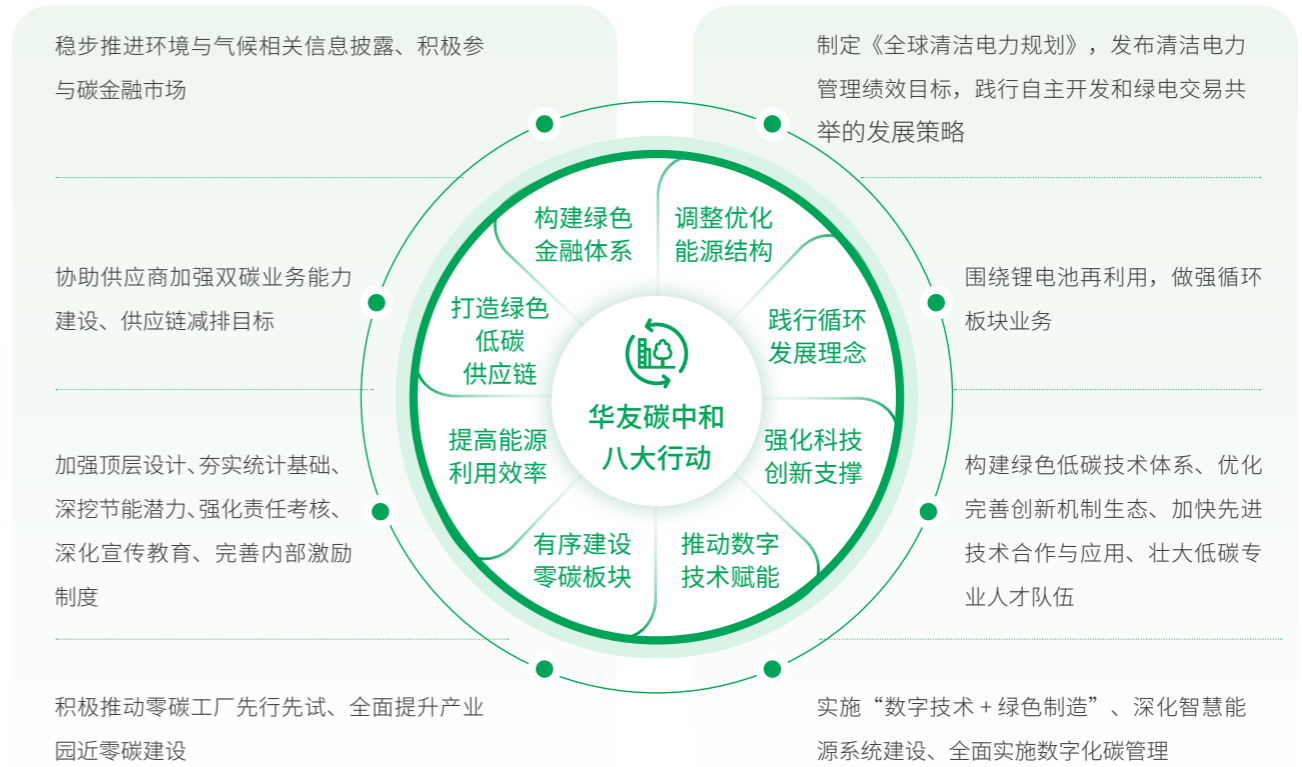 稳步推进环境与气候相关信息披露、积极参
与碳金融市场
制定《全球清洁电力规划》，发布清洁电力
管理绩效目标，践行自主开发和绿电交易共
举的发展策略
构建绿色
金融体系
调整优化
能源结构
协助供应商加强双碳业务能力
建设、供应链减排目标
打造绿色
低碳
供应链
践行循环
发展理念
围绕锂电池再利用，做强循环
板块业务
华友碳中和
八大行动
加强顶层设计、夯实统计基础、
深挖节能潜力、强化责任考核、
深化宣传教育、完善内部激励
制度
提高能源
利用效率
强化科技
创新支撑
构建绿色低碳技术体系、优化
完善创新机制生态、加快先进
技术合作与应用、壮大低碳专
业人才队伍
有序建设
零碳板块
推动数字
技术赋能
积极推动零碳工厂先行先试、全面提升产业
园近零碳建设
实施“数字技术 + 绿色制造”、深化智慧能
源系统建设、全面实施数字化碳管理